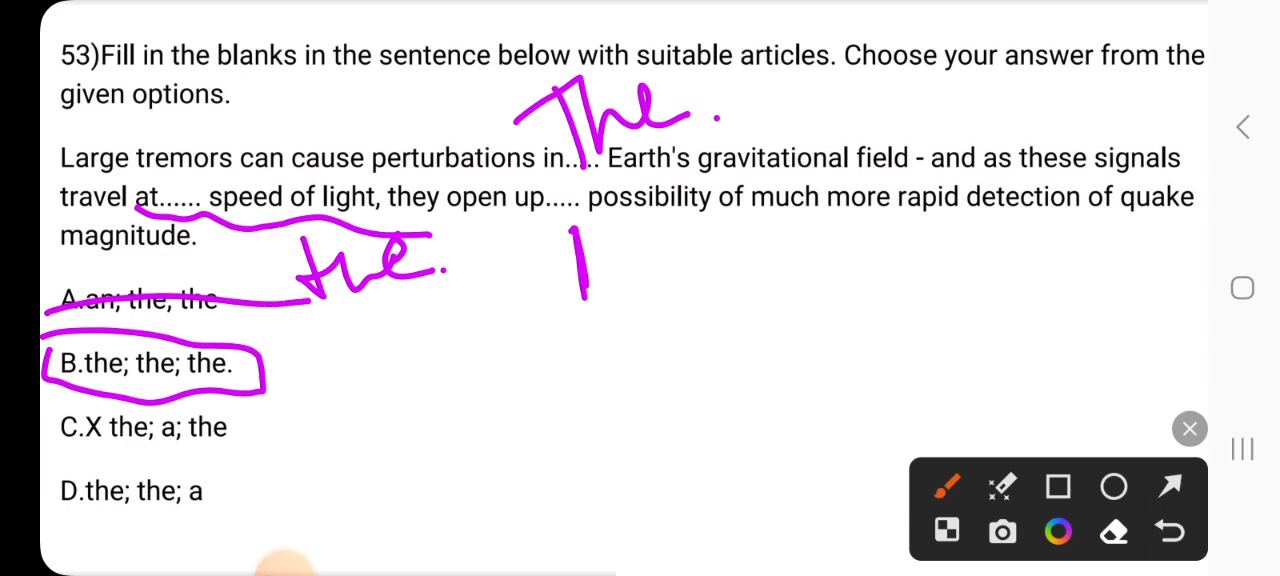 53)Fill in the blanks in the sentence below with suitable articles. Choose your answer from the
given options.
The.
Large tremors can cause perturbations in..... Earth's gravitational field - and as these signals
travel at...... speed of light, they open up..... possibility of much more rapid detection of quake
magnitude.
the.
A.an; the; the
B.the; the; the.
C.X the; a; the
D.the; the; a